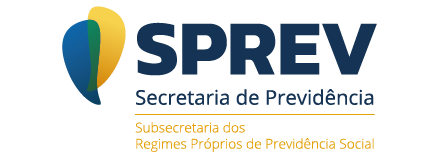 SPREV
Secretaria de Previdência
Subsecretaria dos
Regimes Próprios de Previdência Social